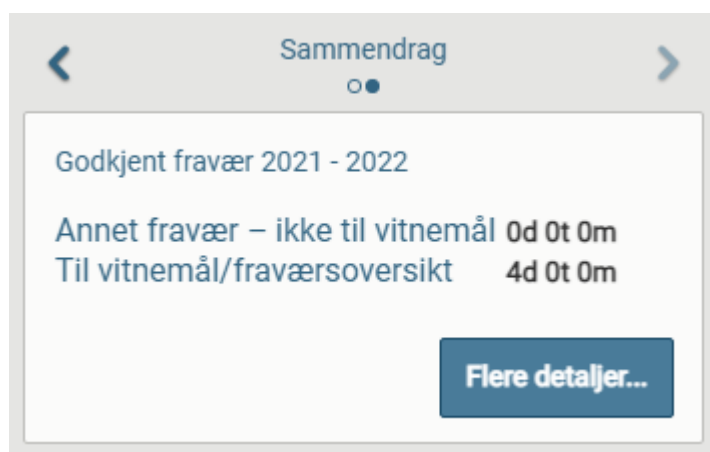 Sammendrag
Godkjent fravær 2021 - 2022
Annet fravær – ikke til vitnemål 0d 0t 0m
Til vitnemål/fraværsoversikt 4d 0t 0m
Flere detaljer...